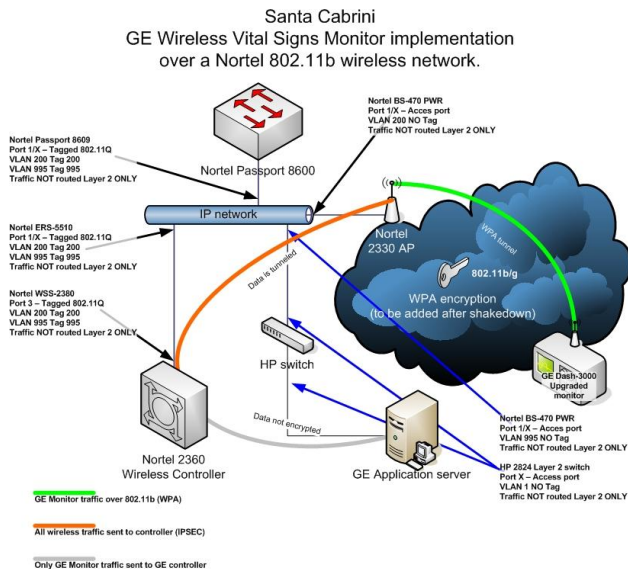 Santa Cabrini
GE Wireless Vital Signs Monitor implementation
over a Nortel 802.11b wireless network.
Nortel BS-470 PWR
Port 1/X – Acces port
VLAN 200 NO Tag
Traffic NOT routed Layer 2 ONLY
Nortel Passport 8609
Port 1/X – Tagged 802.11Q
VLAN 200 Tag 200
VLAN 995 Tag 995
Traffic NOT routed Layer 2 ONLY
Nortel Passport 8600
IP network
Nortel ERS-5510
Port 1/X – Tagged 802.11Q
VLAN 200 Tag 200
VLAN 995 Tag 995
Traffic NOT routed Layer 2 ONLY
Nortel
2330 AP
WPA tunnel
Data is tunneled
802.11b/g
WPA encryption
(to be added after shakedown)
Nortel WSS-2380
Port 3 – Tagged 802.11Q
VLAN 200 Tag 200
VLAN 995 Tag 995
Traffic NOT routed Layer 2 ONLY
HP switch
GE Dash-3000
Upgraded
monitor
Nortel BS-470 PWR
Port 1/X – Acces port
VLAN 995 NO Tag
Traffic NOT routed Layer 2 ONLY
Data not encrypted
Nortel 2360
Wireless Controller
GE Application server
HP 2824 Layer 2 switch
Port X – Access port
VLAN 1 NO Tag
Traffic NOT routed Layer 2 ONLY
GE Monitor traffic over 802.11b (WPA)
All wireless traffic sent to controller (IPSEC)
Only GE Monitor traffic sent to GE controller